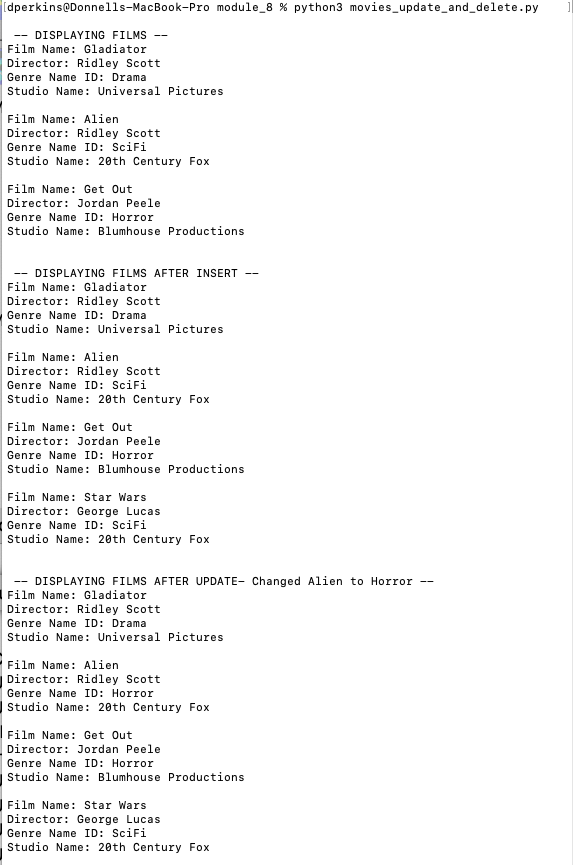 [dperkins@Donnells-MacBook-Pro module_8 % python3 movies_update_and_delete.py ]
-- DISPLAYING FILMS --
Film Name: Gladiator
Director: Ridley Scott
Genre Name ID: Drama
Studio Name: Universal Pictures
Film Name: Alien
Director: Ridley Scott
Genre Name ID: SciFi
Studio Name: 20th Century Fox
Film Name: Get Out
Director: Jordan Peele
Genre Name ID: Horror
Studio Name: Blumhouse Productions
-- DISPLAYING FILMS AFTER INSERT --
Film Name: Gladiator
Director: Ridley Scott
Genre Name ID: Drama
Studio Name: Universal Pictures
Film Name: Alien
Director: Ridley Scott
Genre Name ID: SciFi
Studio Name: 20th Century Fox
Film Name: Get Out
Director: Jordan Peele
Genre Name ID: Horror
Studio Name: Blumhouse Productions
Film Name: Star Wars
Director: George Lucas
Genre Name ID: SciFi
Studio Name: 20th Century Fox
-- DISPLAYING FILMS AFTER UPDATE- Changed Alien to Horror --
Film Name: Gladiator
Director: Ridley Scott
Genre Name ID: Drama
Studio Name: Universal Pictures
Film Name: Alien
Director: Ridley Scott
Genre Name ID: Horror
Studio Name: 20th Century Fox
Film Name: Get Out
Director: Jordan Peele
Genre Name ID: Horror
Studio Name: Blumhouse Productions
Film Name: Star Wars
Director: George Lucas
Genre Name ID: SciFi
Studio Name: 20th Century Fox